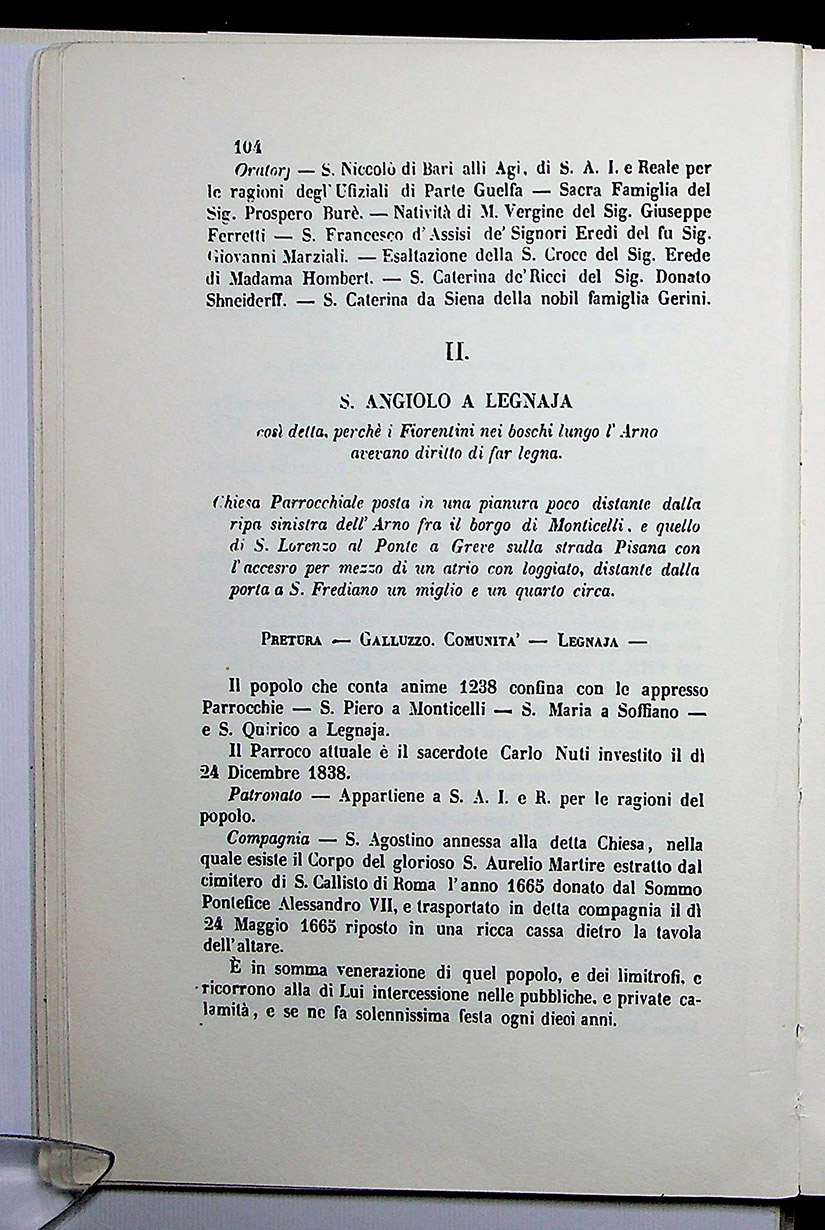 104
Oratorj — S. Niccolò di Bari alli Agi, di S. A. I. e Reale per
le ragioni degl' Ufiziali di Parte Guelfa — Sacra Famiglia del
Sig. Prospero Burè. — Natività di M. Vergine del Sig. Giuseppe
Ferretti — S. Francesco d'Assisi de' Signori Eredi del fu Sig.
Giovanni Marziali. — Esaltazione della S. Croce del Sig. Erede
di Madama Hombert. — S. Caterina de' Ricci del Sig. Donato
Shneiderff. — S. Caterina da Siena della nobil famiglia Gerini.
II.
S. ANGIOLO A LEGNAJA
così detta, perchè i Fiorentini nei boschi lungo l' Arno
avevano diritto di far legna.
Chiesa Parrocchiale posta in una pianura poco distante dalla
ripa sinistra dell' Arno fra il borgo di Monticelli, e quello
di S. Lorenzo al Ponte a Greve sulla strada Pisana con
l' accesro per mezzo di un atrio con loggiato, distante dalla
porta a S. Frediano un miglio e un quarto circa.
PRETURA — GALLUZZO. COMUNITA' — LEGNAJA —
Il popolo che conta anime 1238 confina con le appresso
Parrocchie — S. Piero a Monticelli — S. Maria a Soffiano —
e S. Quirico a Legnaja.
Il Parroco attuale è il sacerdote Carlo Nuti investito il dì
24 Dicembre 1838.
Patronato — Appartiene a S. A. I. e R. per le ragioni del
popolo.
Compagnia — S. Agostino annessa alla detta Chiesa, nella
quale esiste il Corpo del glorioso S. Aurelio Martire estratto dal
cimitero di S. Callisto di Roma l' anno 1665 donato dal Sommo
Pontefice Alessandro VII, e trasportato in detta compagnia il dì
24 Maggio 1665 riposto in una ricca cassa dietro la tavola
dell' altare.
È in somma venerazione di quel popolo, e dei limitrofi, e
ricorrono alla di Lui intercessione nelle pubbliche, e private ca-
lamità, e se ne fa solennissima festa ogni dieoi anni.